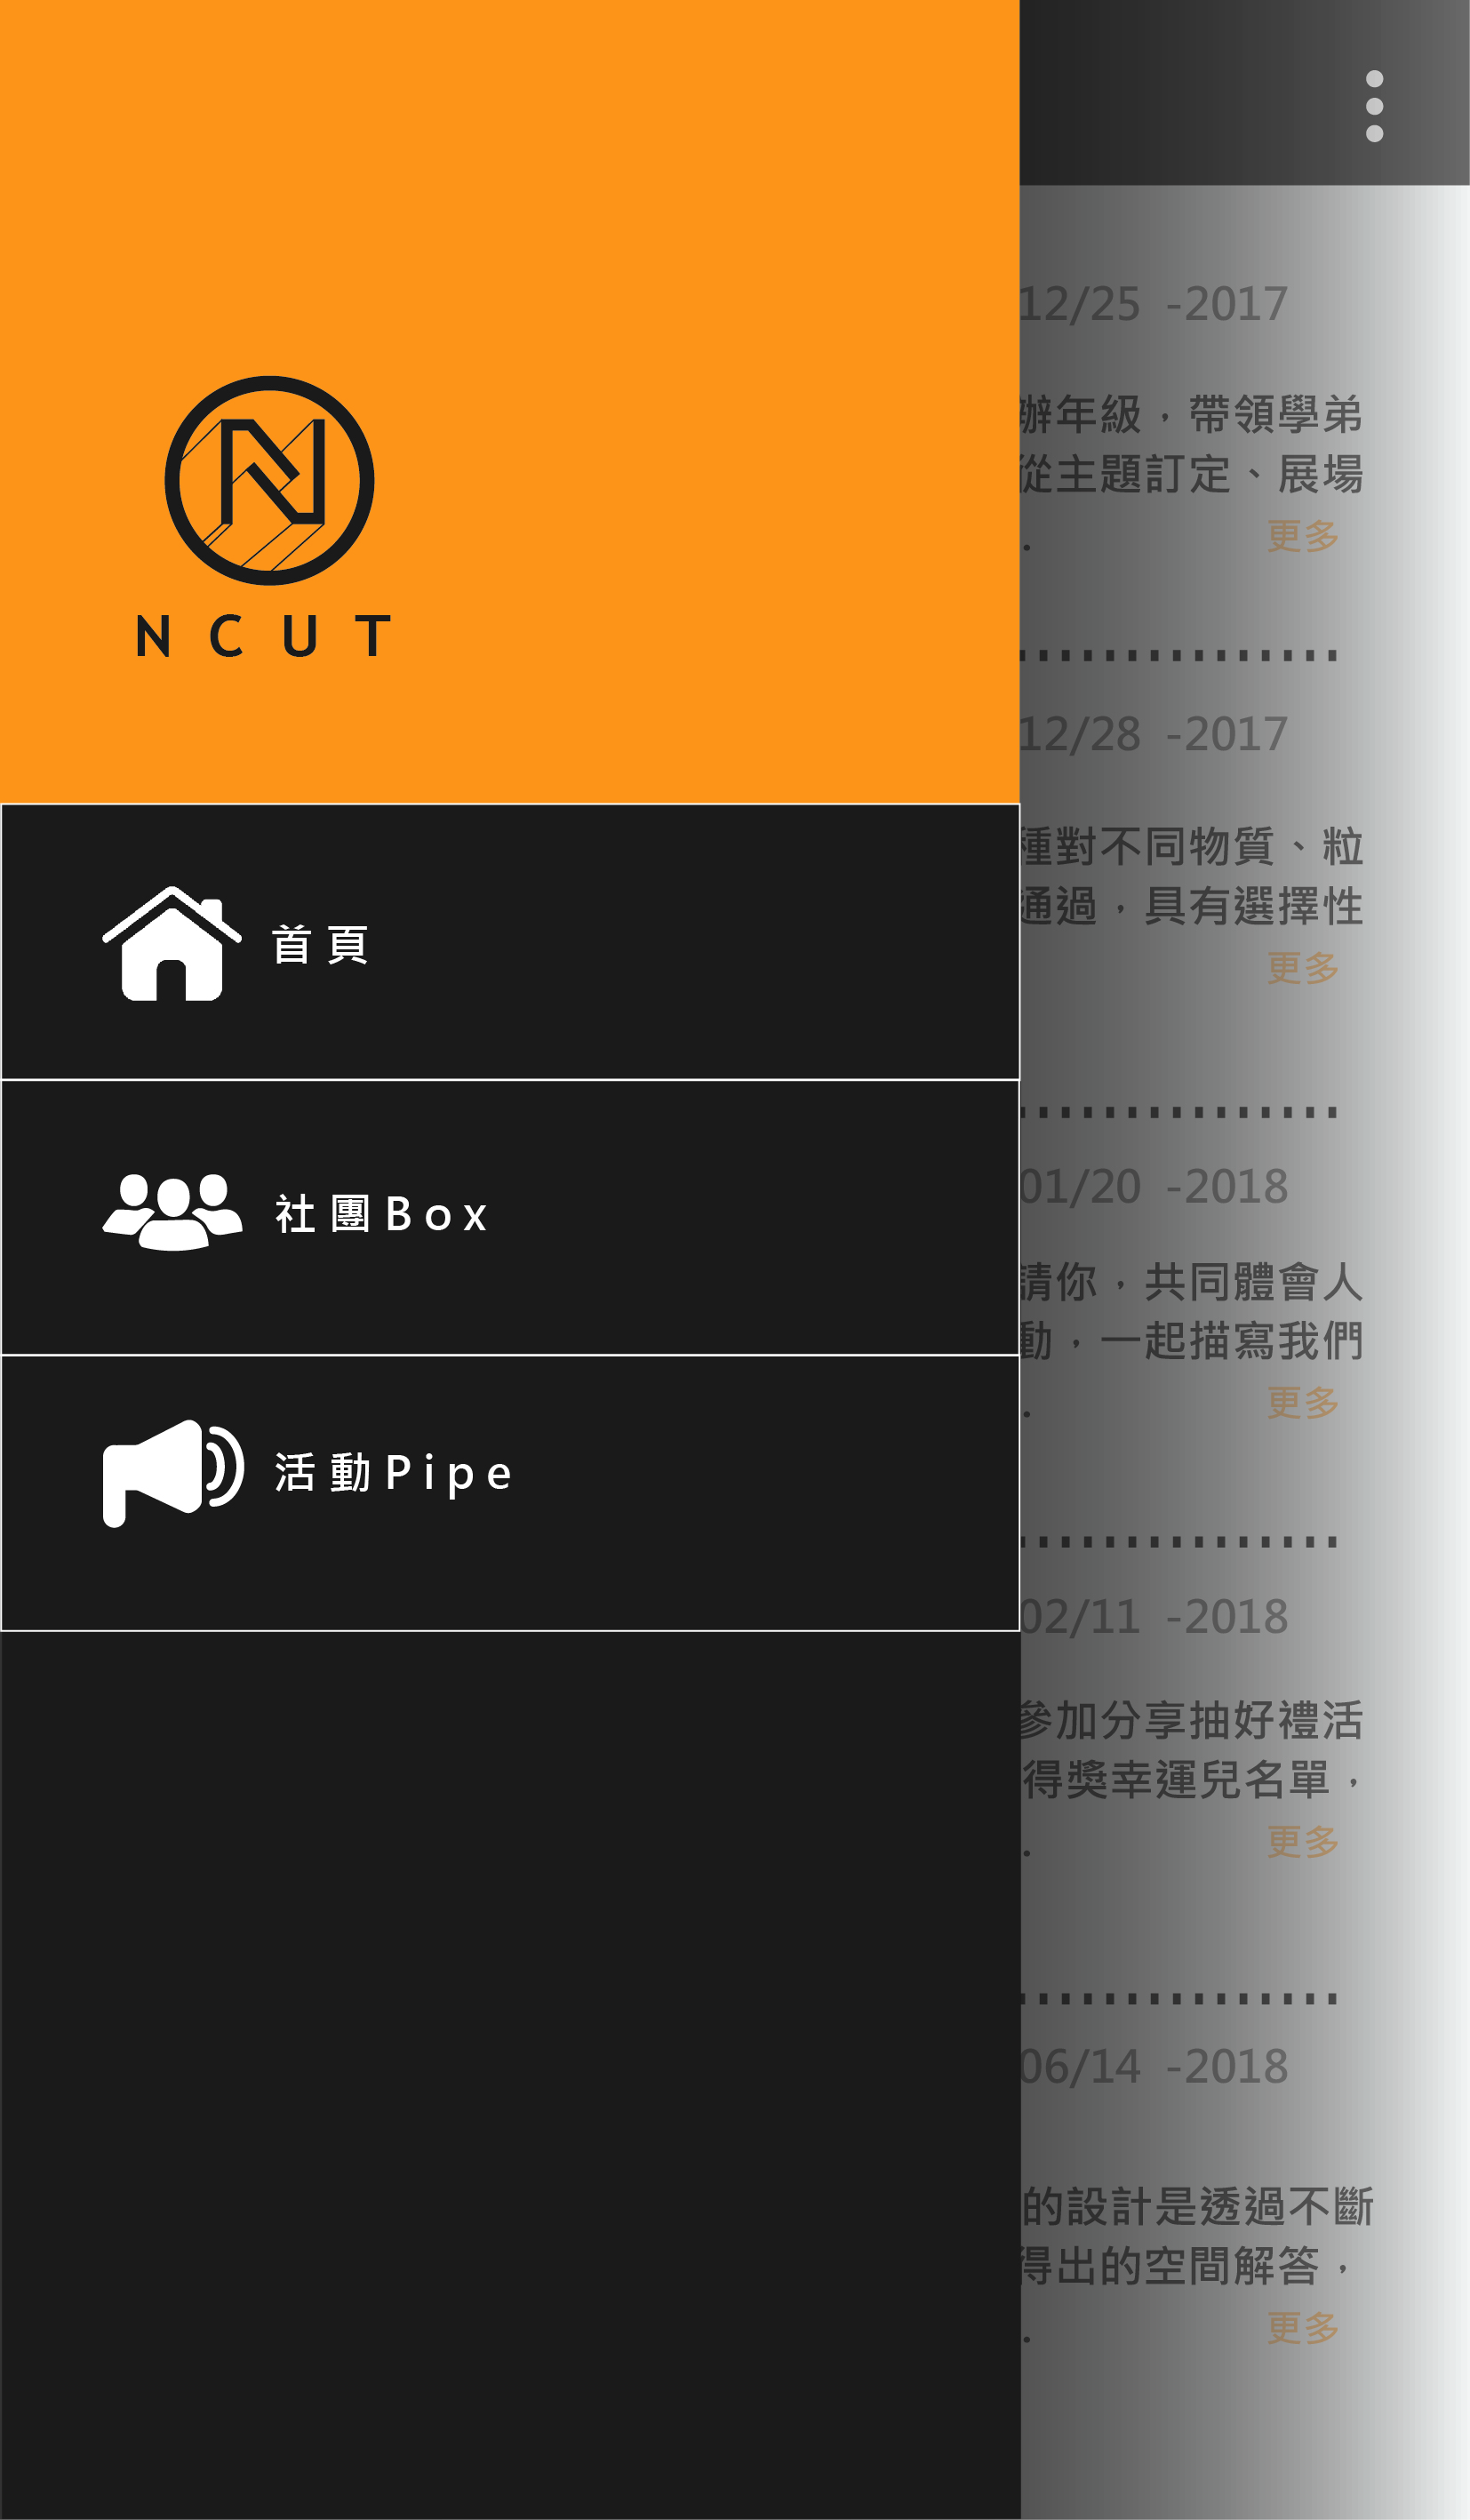 NCUT
首頁
社團Box
活動Pipe
12/25 -2017
年級，帶領學弟
從主題訂定、展場
.
更多
12/28 -2017
種對不同物質、粒
通過，具有選擇性
更多
01/20 -2018
請你，共同體會人
動，一起描寫我們
.
更多
02/11 -2018
參加分享抽好禮活
得獎幸運兒名單，
.
更多
06/14 -2018
的設計是透過不斷
得出的空間解答，
.
更多